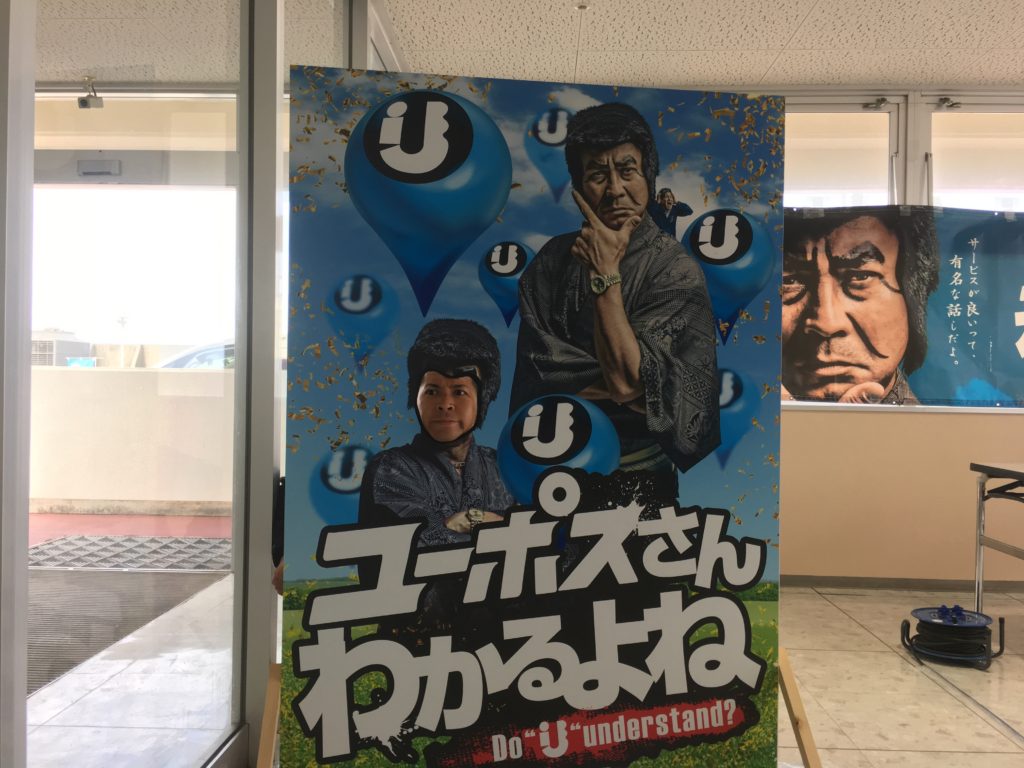 ユーポスさん
わかるよね
Do "U" understand?
サービスが良いって、
有名な話しだよ。